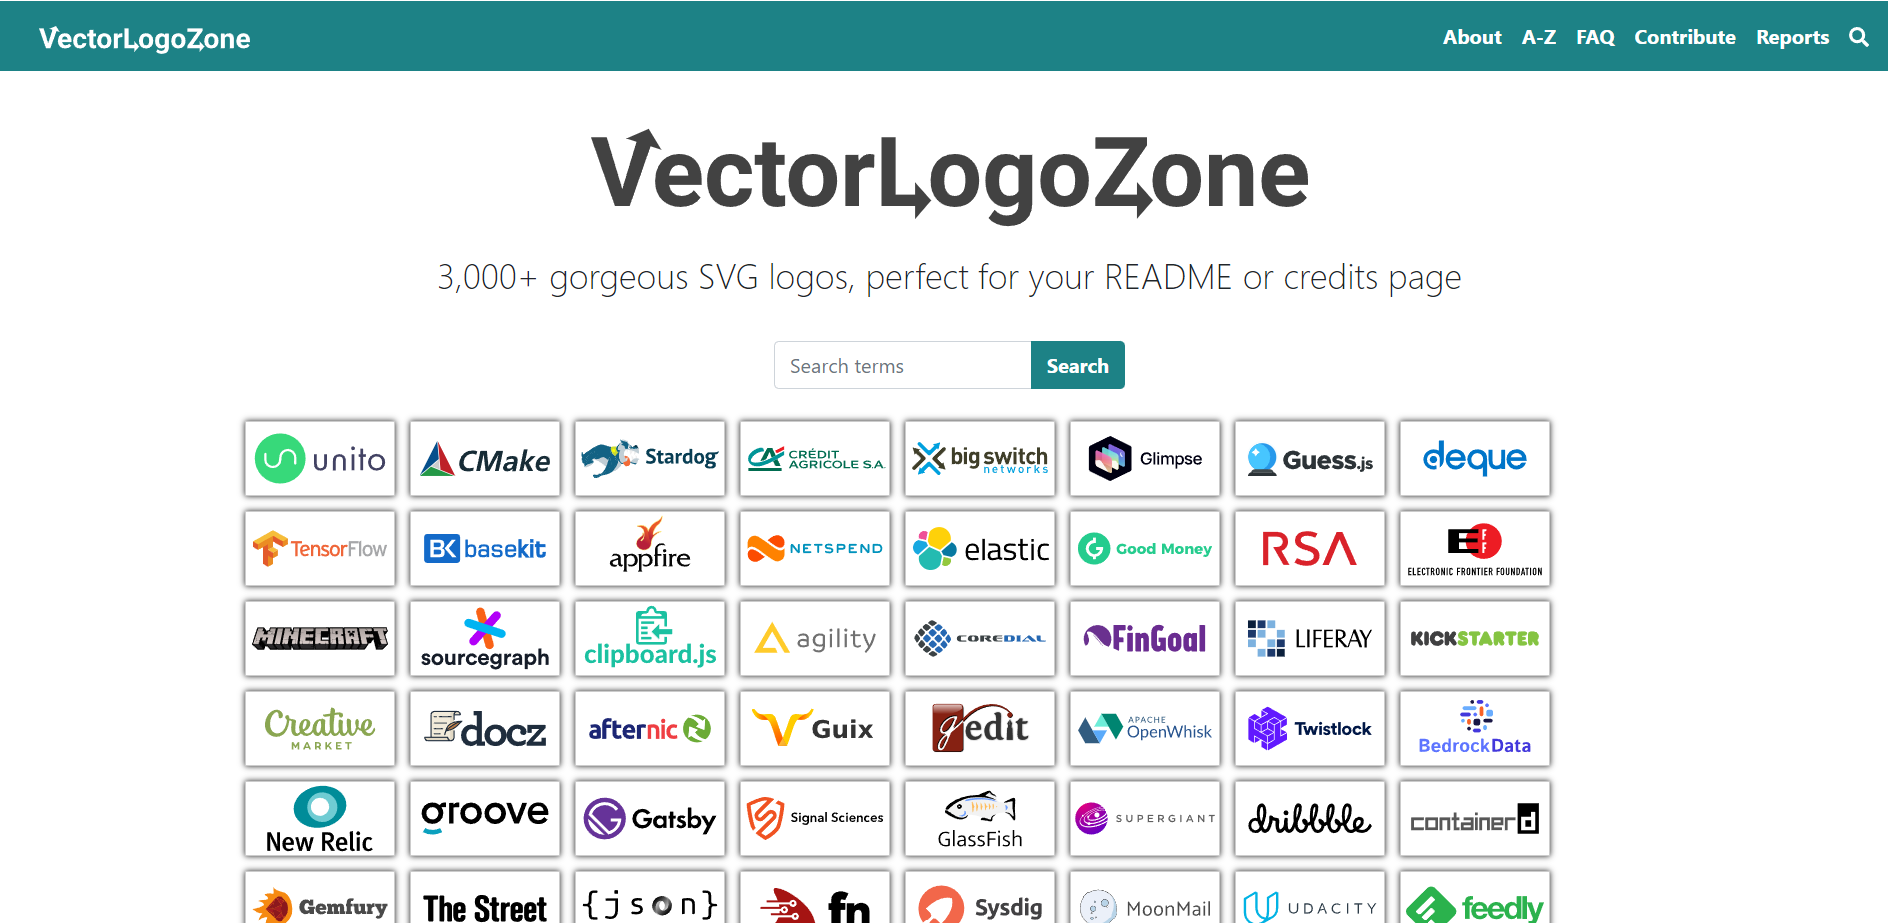 VectorLogoZone
About A-Z FAQ Contribute Reports
VectorLogoZone
3,000+ gorgeous SVG logos, perfect for your README or credits page
Search terms Search
unito
CMake
Stardog
CRÉDIT
AGRICOLE S.A.
big switch
networks
Glimpse
Guess.js
deque
TensorFlow
BK basekit
appfire
NETSPEND
elastic
G Good Money
RSA
EFF
ELECTRONIC FRONTIER FOUNDATION
MINECRAFT
sourcegraph
clipboard.js
agility
COREDIAL
FinGoal
LIFERAY
KICKSTARTER
Creative
MARKET
docz
afternic
Guix
gedit
APACHE
OpenWhisk
Twistlock
BedrockData
New Relic
groove
Gatsby
Signal Sciences
GlassFish
SUPERGIANT
dribbble
containerd
Gemfury
The Street
{json}
fn
Sysdig
MoonMail
UDACITY
feedly